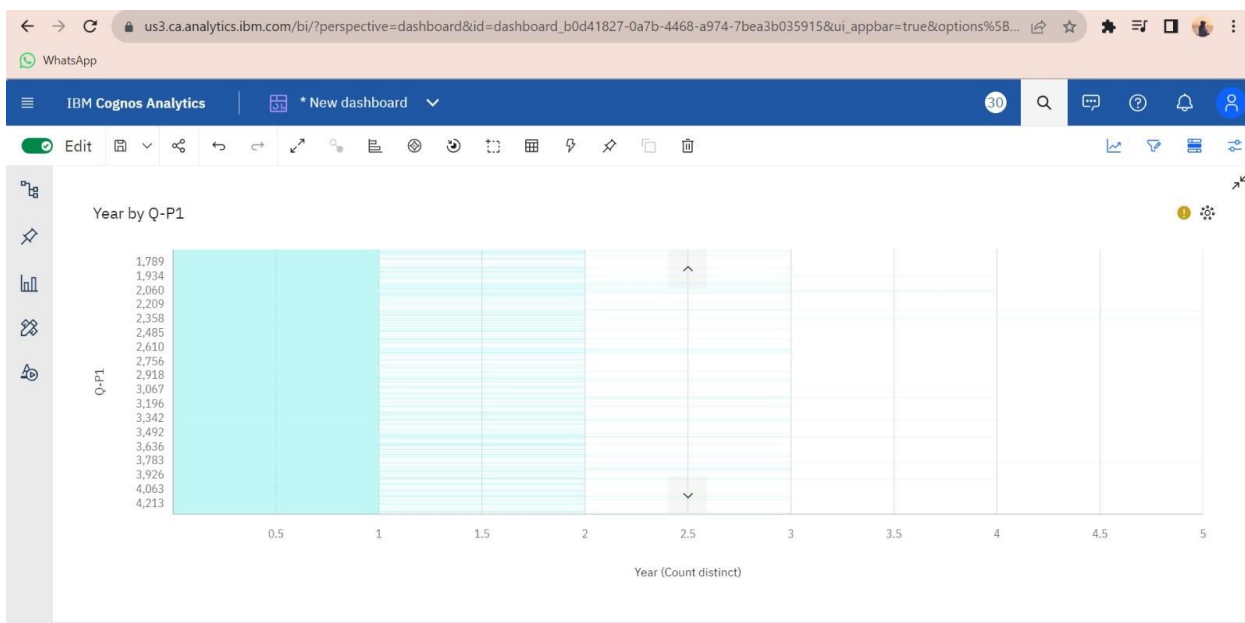 us3.ca.analytics.ibm.com/bi/?perspective=dashboard&id=dashboard_b0d41827-0a7b-4468-a974-7bea3b035915&ui_appbar=true&options%5B...
WhatsApp
IBM Cognos Analytics * New dashboard 30
Edit
Year by Q-P1
1,789
1,934
2,060
2,209
2,358
2,485
2,610
2,756
2,918
3,067
3,196
3,342
3,492
3,636
3,783
3,926
4,063
4,213
Q-P1
0.5 1 1.5 2 2.5 3 3.5 4 4.5 5
Year (Count distinct)